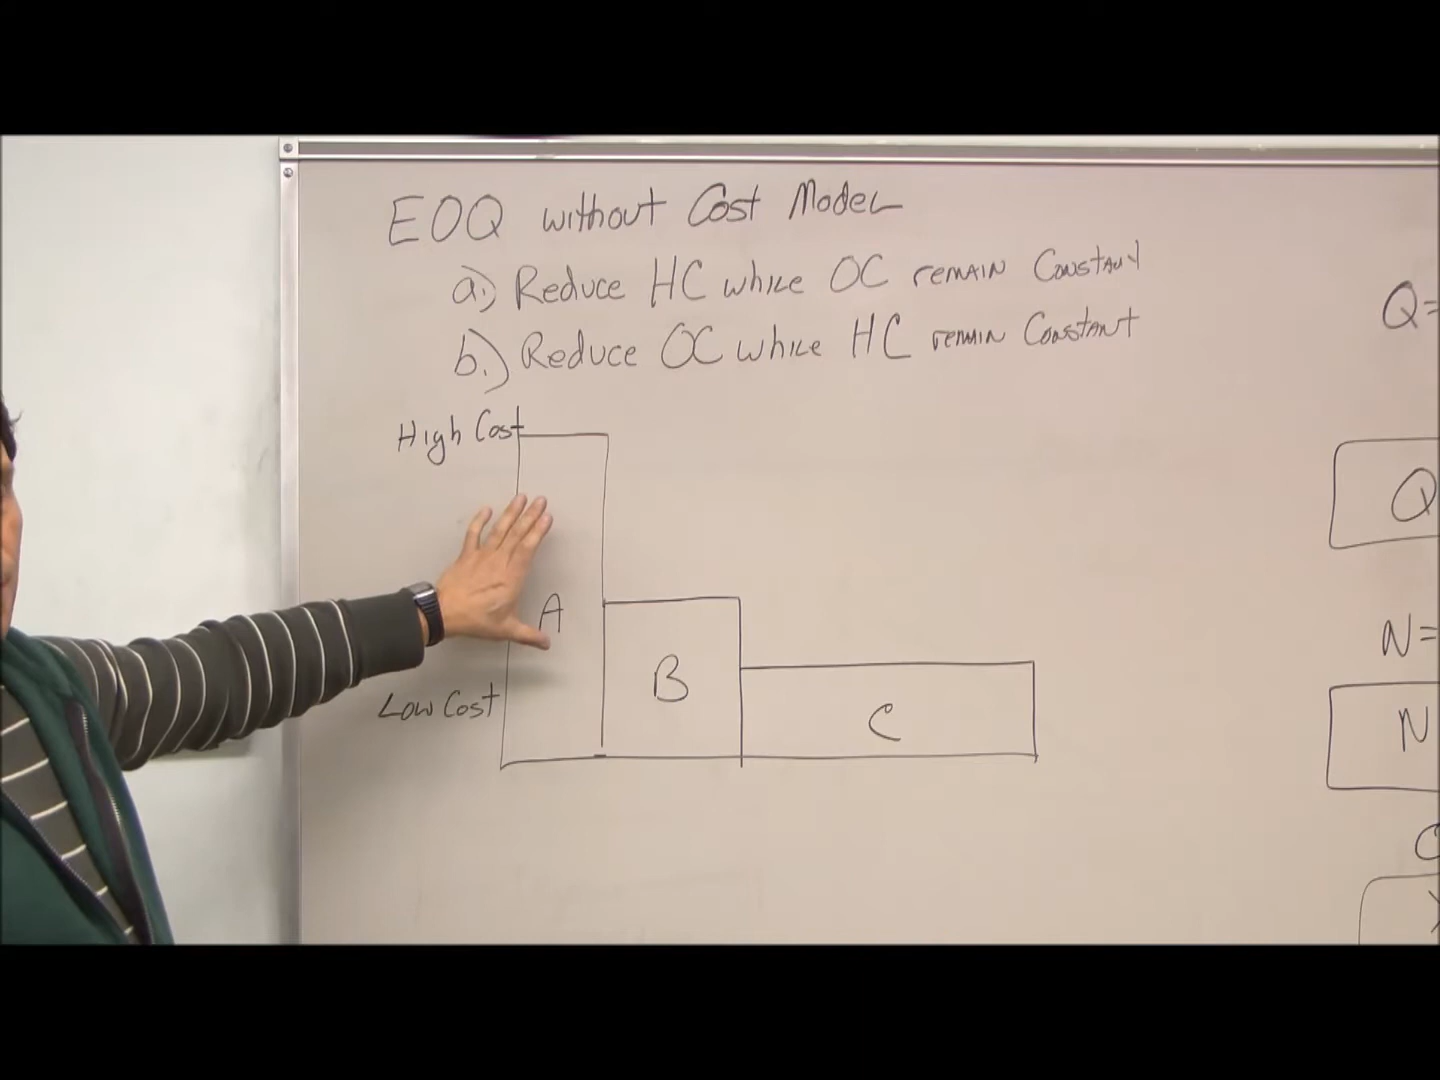 EOQ without Cost Model
a.) Reduce HC while OC remain Constant
b.) Reduce OC while HC remain Constant
High Cost
A
Low Cost
B
C
Q=
Q
N=
N